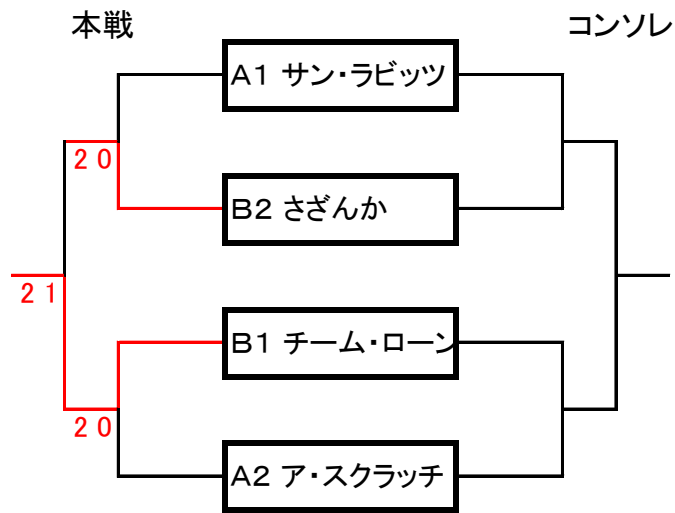 本戦
コンソレ
A1 サン・ラビッツ
20
B2 さざんか
21
B1 チーム・ローン
20
A2 ア・スクラッチ